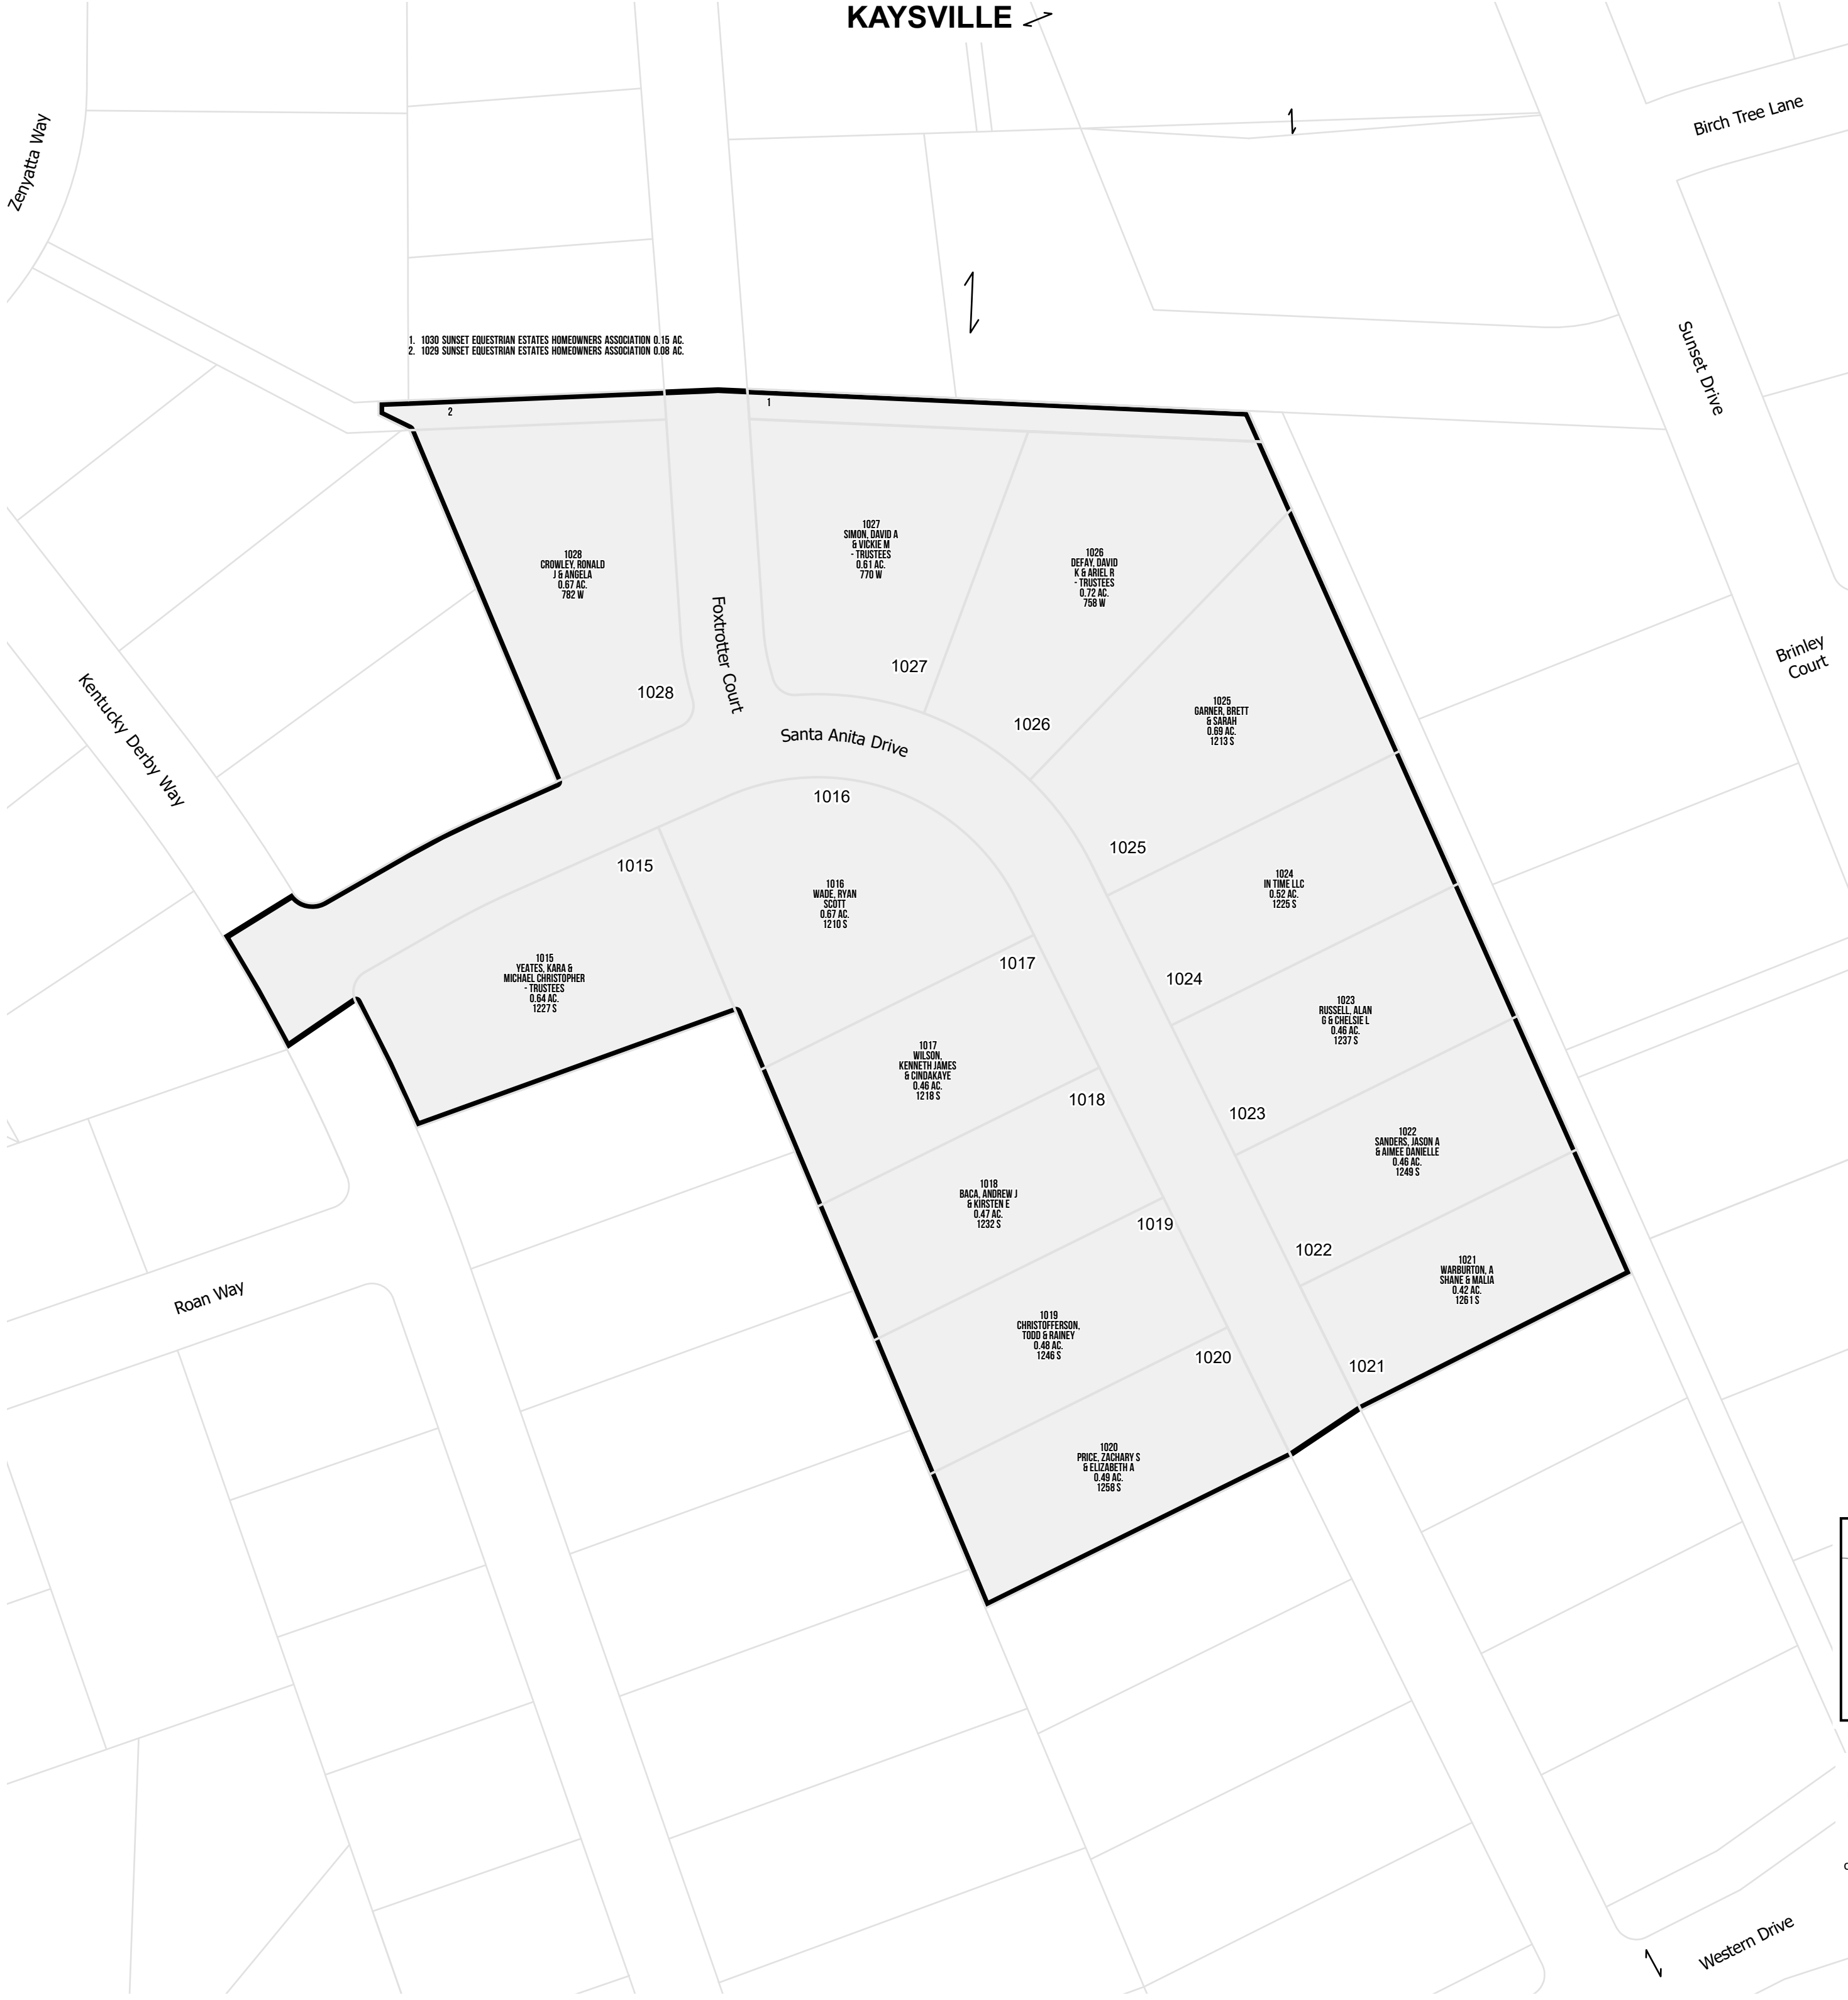 KAYSVILLE
Birch Tree Lane
Zenyatta Way
Sunset Drive
1. 1030 SUNSET EQUESTRIAN ESTATES HOMEOWNERS ASSOCIATION 0.15 AC.
2. 1029 SUNSET EQUESTRIAN ESTATES HOMEOWNERS ASSOCIATION 0.08 AC.
2
1
1028
CROWLEY, RONALD
J & ANGELA
0.67 AC.
782 W
1027
SIMON, DAVID A
& VICKIE M
- TRUSTEES
0.61 AC.
770 W
1026
DEFAY, DAVID
K & ARIEL R
- TRUSTEES
0.72 AC.
758 W
Foxtrotter Court
Brinley
Court
1027
1028
1026
Kentucky Derby Way
Santa Anita Drive
1025
GARNER, BRETT
& SARAH
0.69 AC.
1213 S
1016
1025
1015
1016
WADE, RYAN
SCOTT
0.67 AC.
1210 S
1024
IN TIME LLC
0.52 AC.
1225 S
1015
YEATES, KARA &
MICHAEL CHRISTOPHER
- TRUSTEES
0.64 AC.
1227 S
1017
1024
1023
RUSSELL, ALAN
G & CHELSIE L
0.46 AC.
1237 S
1017
WILSON,
KENNETH JAMES
& CINDAKAYE
0.46 AC.
1218 S
1018
1023
1022
SANDERS, JASON A
& AIMEE DANIELLE
0.46 AC.
1249 S
1018
BACA, ANDREW J
& KIRSTEN E
0.47 AC.
1232 S
1019
1022
1021
WARBURTON, A
SHANE & MALIA
0.42 AC.
1261 S
Roan Way
1019
CHRISTOFFERSON,
TODD & RAINEY
0.48 AC.
1246 S
1020
1021
1020
PRICE, ZACHARY S
& ELIZABETH A
0.49 AC.
1258 S
Western Drive